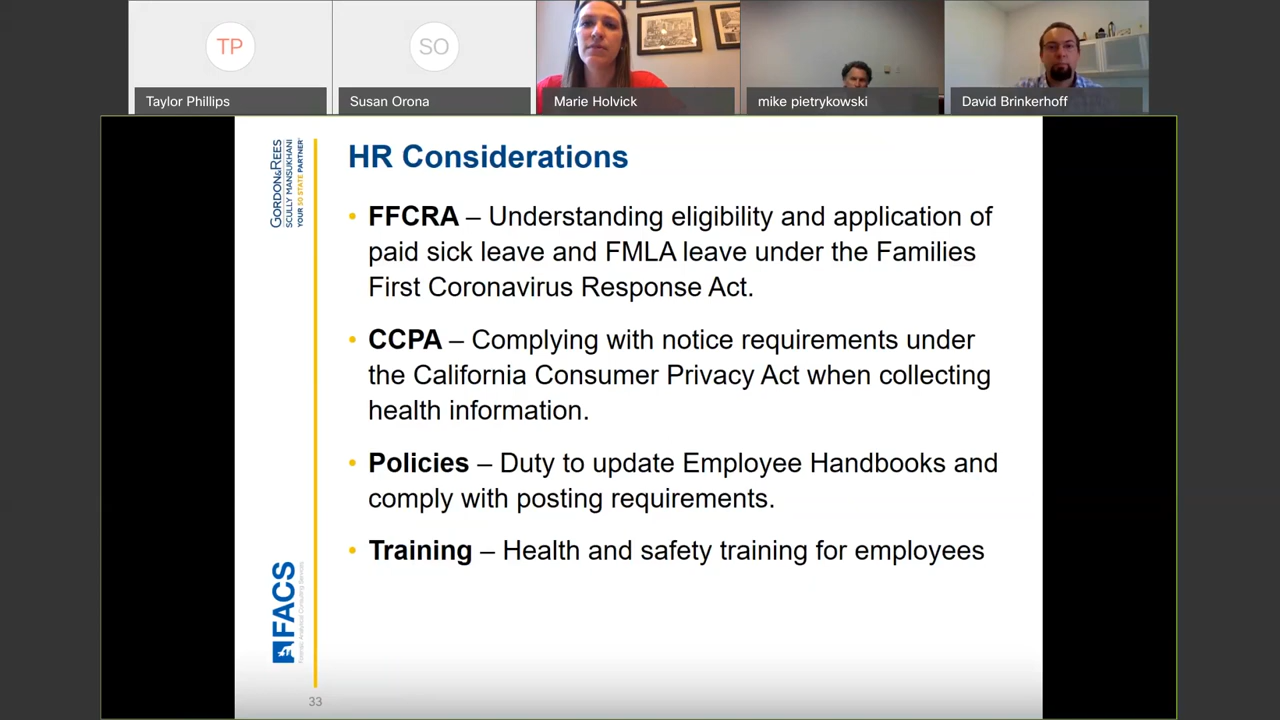 TP
SO
Taylor Phillips
Susan Orona
Marie Holvick
mike pietrykowski
David Brinkerhoff
GORDON&REES
SCULLY MANSUKHANI
YOUR 50 STATE PARTNER
HR Considerations
• FFCRA – Understanding eligibility and application of
paid sick leave and FMLA leave under the Families
First Coronavirus Response Act.
• CCPA – Complying with notice requirements under
the California Consumer Privacy Act when collecting
health information.
• Policies – Duty to update Employee Handbooks and
comply with posting requirements.
• Training – Health and safety training for employees
FACS
Forensic Analytical Consulting Services
33